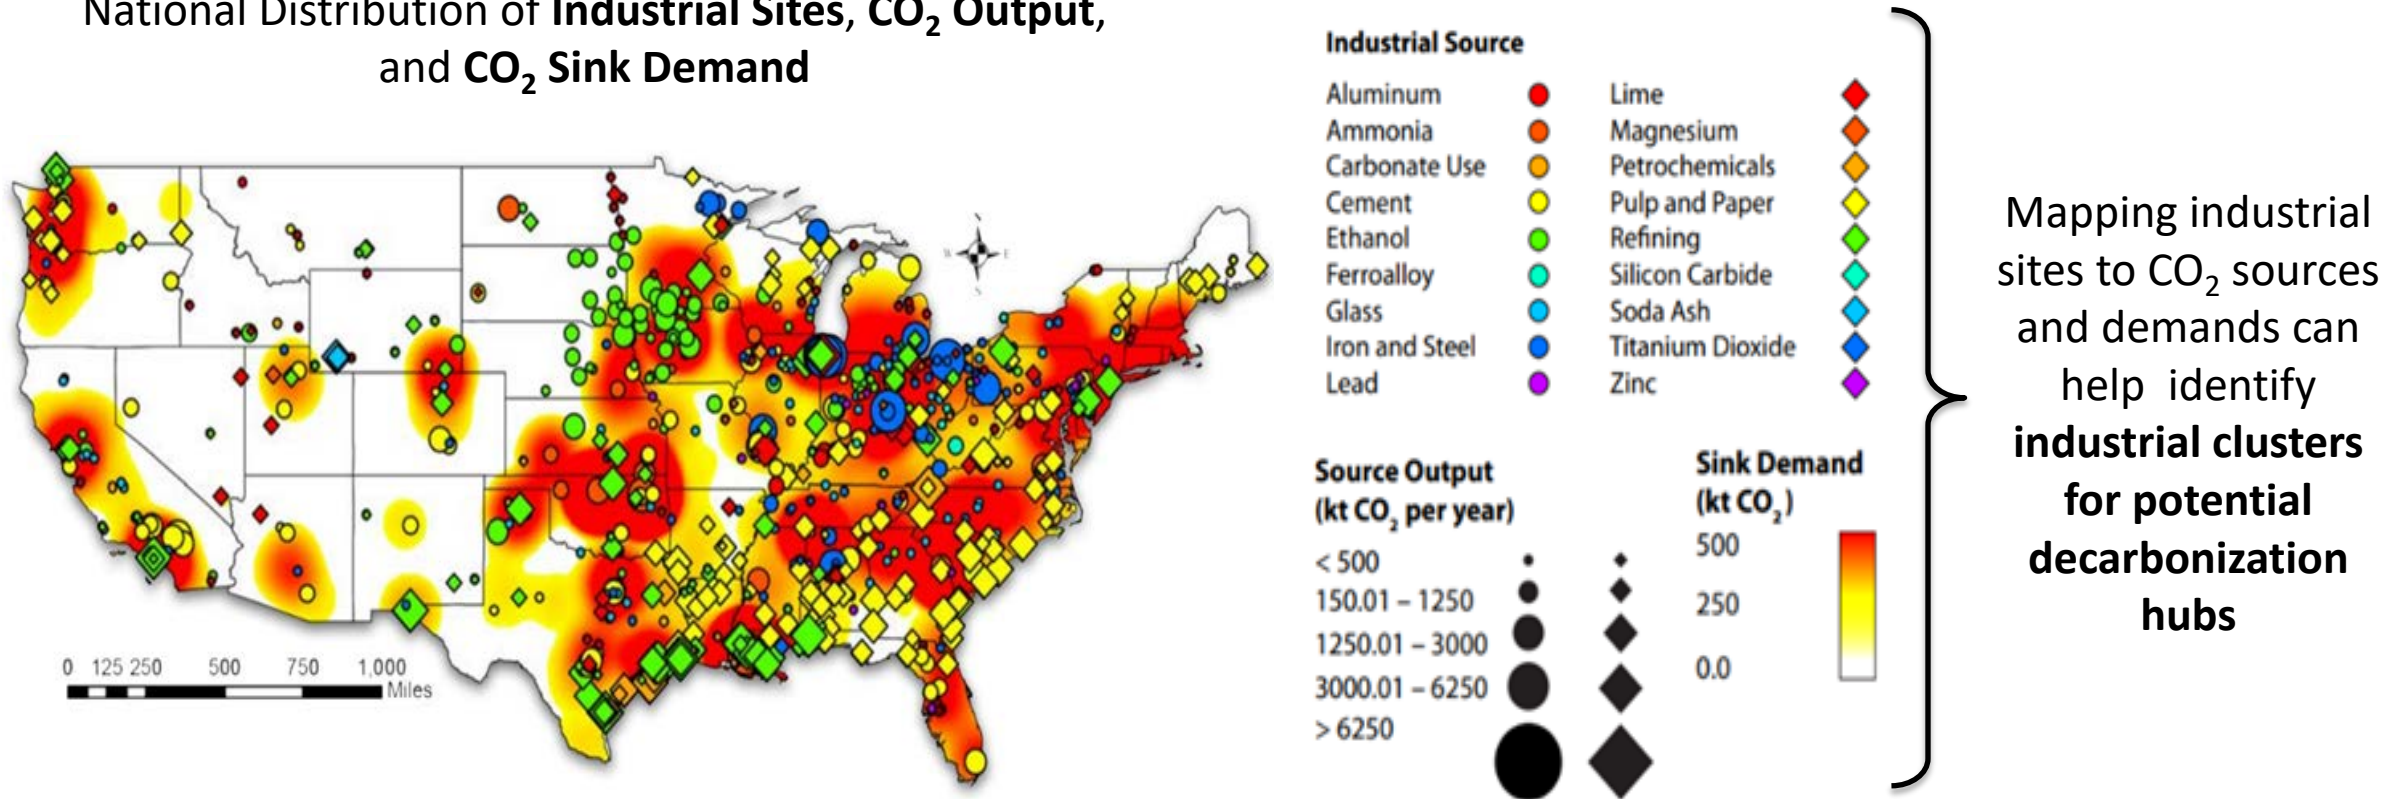 National Distribution of Industrial Sites, CO₂ Output,
and CO₂ Sink Demand
Industrial Source
Aluminum
Ammonia
Carbonate Use
Cement
Ethanol
Ferroalloy
Glass
Iron and Steel
Lead
Lime
Magnesium
Petrochemicals
Pulp and Paper
Refining
Silicon Carbide
Soda Ash
Titanium Dioxide
Zinc
Source Output
(kt CO₂ per year)
< 500
150.01 – 1250
1250.01 – 3000
3000.01 – 6250
> 6250
Sink Demand
(kt CO₂)
500
250
0.0
0 125 250 500 750 1,000
Miles
Mapping industrial
sites to CO₂ sources
and demands can
help identify
industrial clusters
for potential
decarbonization
hubs